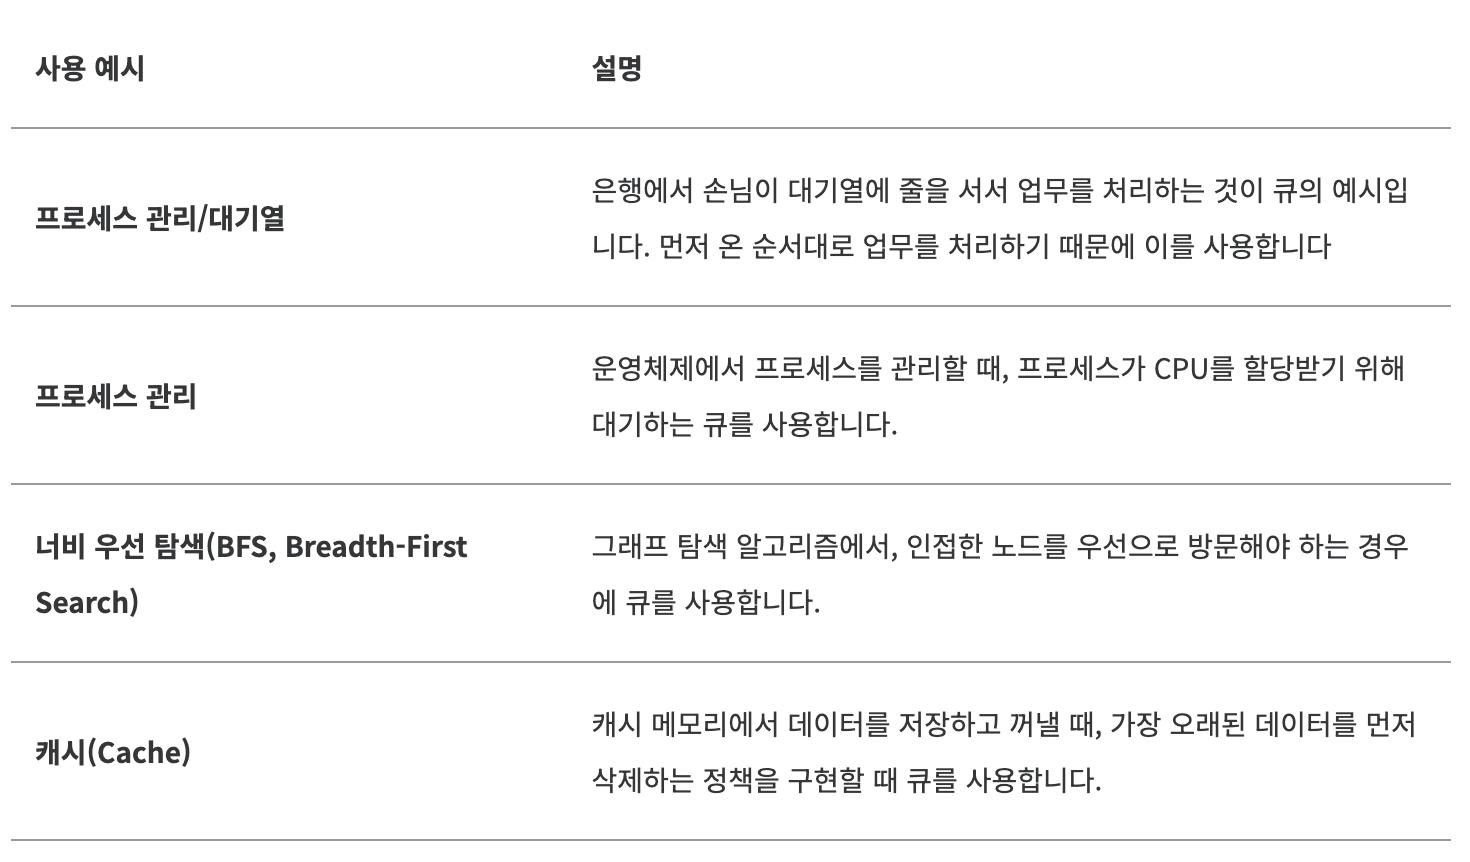 사용 예시
설명
프로세스 관리/대기열
은행에서 손님이 대기열에 줄을 서서 업무를 처리하는 것이 큐의 예시입
니다. 먼저 온 순서대로 업무를 처리하기 때문에 이를 사용합니다
프로세스 관리
운영체제에서 프로세스를 관리할 때, 프로세스가 CPU를 할당받기 위해
대기하는 큐를 사용합니다.
너비 우선 탐색(BFS, Breadth-First
Search)
그래프 탐색 알고리즘에서, 인접한 노드를 우선으로 방문해야 하는 경우
에 큐를 사용합니다.
캐시(Cache)
캐시 메모리에서 데이터를 저장하고 꺼낼 때, 가장 오래된 데이터를 먼저
삭제하는 정책을 구현할 때 큐를 사용합니다.